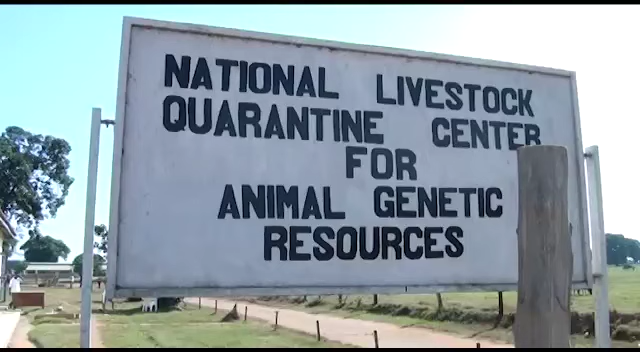 NATIONAL LIVESTOCK
QUARANTINE CENTER
FOR
ANIMAL GENETIC
RESOURCES